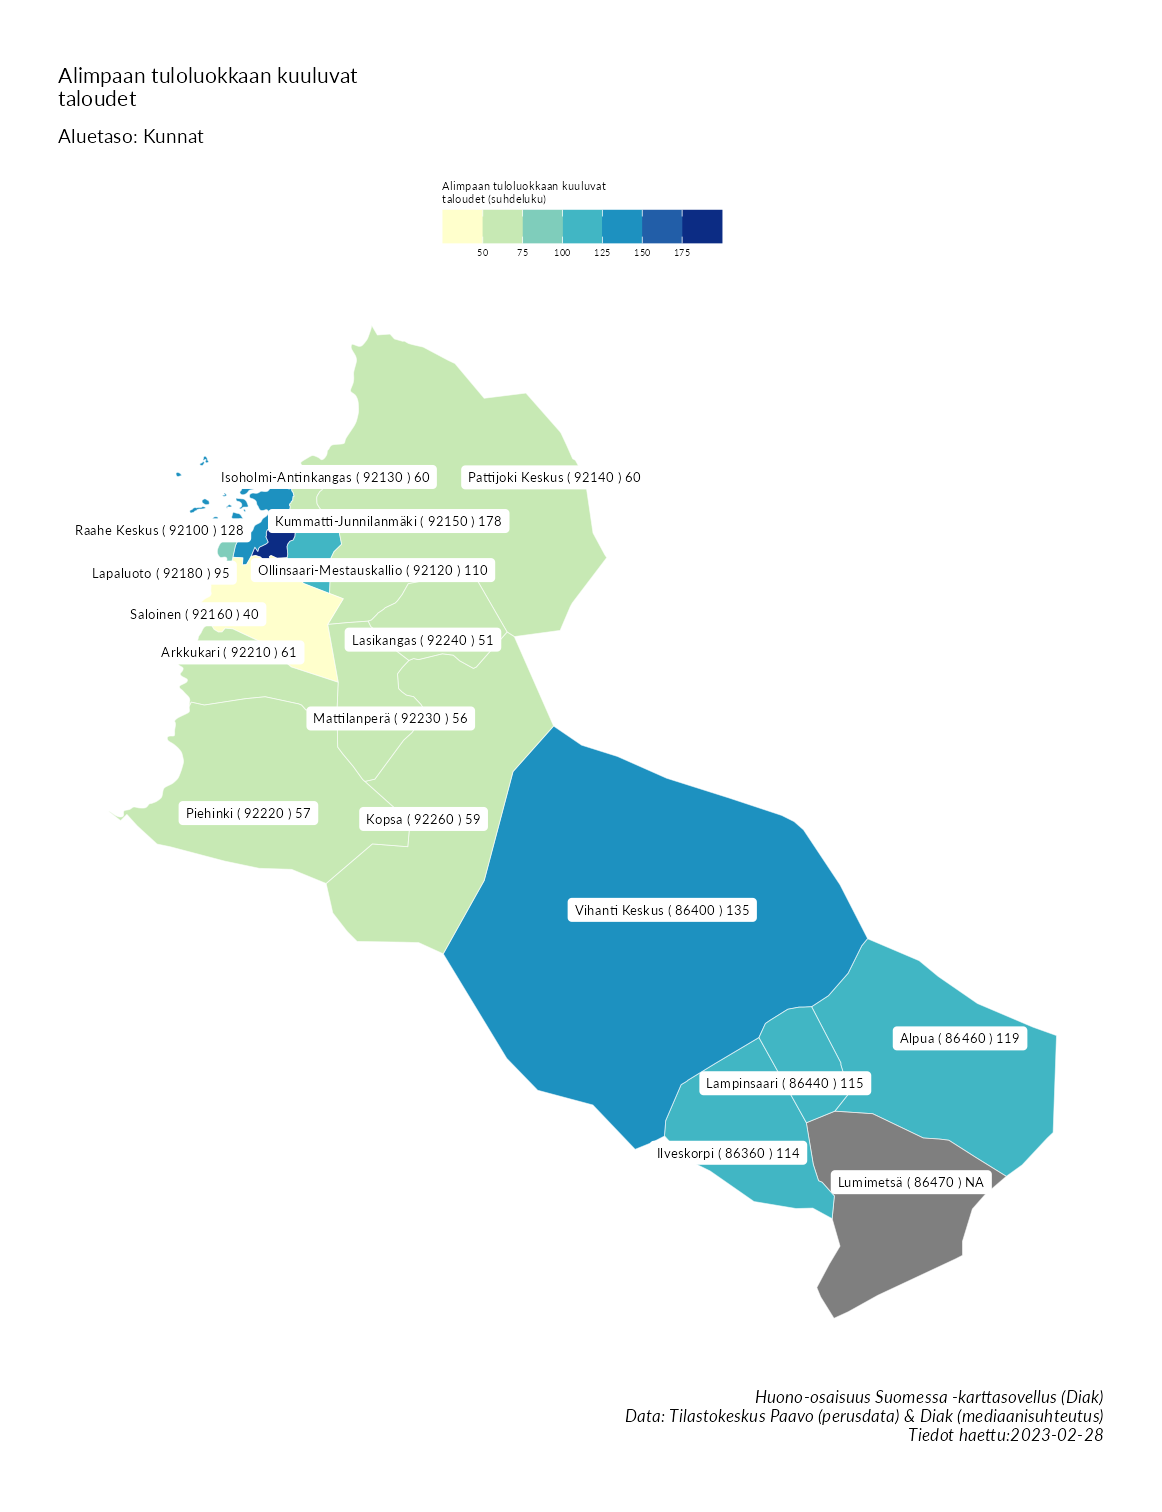 Alimpaan tuloluokkaan kuuluvat
taloudet
Aluetaso: Kunnat
Alimpaan tuloluokkaan kuuluvat
taloudet (suhdeluku)
50 75 100 125 150 175
Isoholmi-Antinkangas ( 92130 ) 60
Pattijoki Keskus ( 92140 ) 60
Kummatti-Junnilanmäki ( 92150 ) 178
Raahe Keskus ( 92100 ) 128
Ollinsaari-Mestauskallio ( 92120 ) 110
Lapaluoto ( 92180 ) 95
Saloinen ( 92160 ) 40
Lasikangas ( 92240 ) 51
Arkkukari ( 92210 ) 61
Mattilanperä ( 92230 ) 56
Piehinki ( 92220 ) 57
Kopsa ( 92260 ) 59
Vihanti Keskus ( 86400 ) 135
Alpua ( 86460 ) 119
Lampinsaari ( 86440 ) 115
Ilveskorpi ( 86360 ) 114
Lumimetsä ( 86470 ) NA
Huono-osaisuus Suomessa -karttasovellus (Diak)
Data: Tilastokeskus Paavo (perusdata) & Diak (mediaanisuhteutus)
Tiedot haettu:2023-02-28